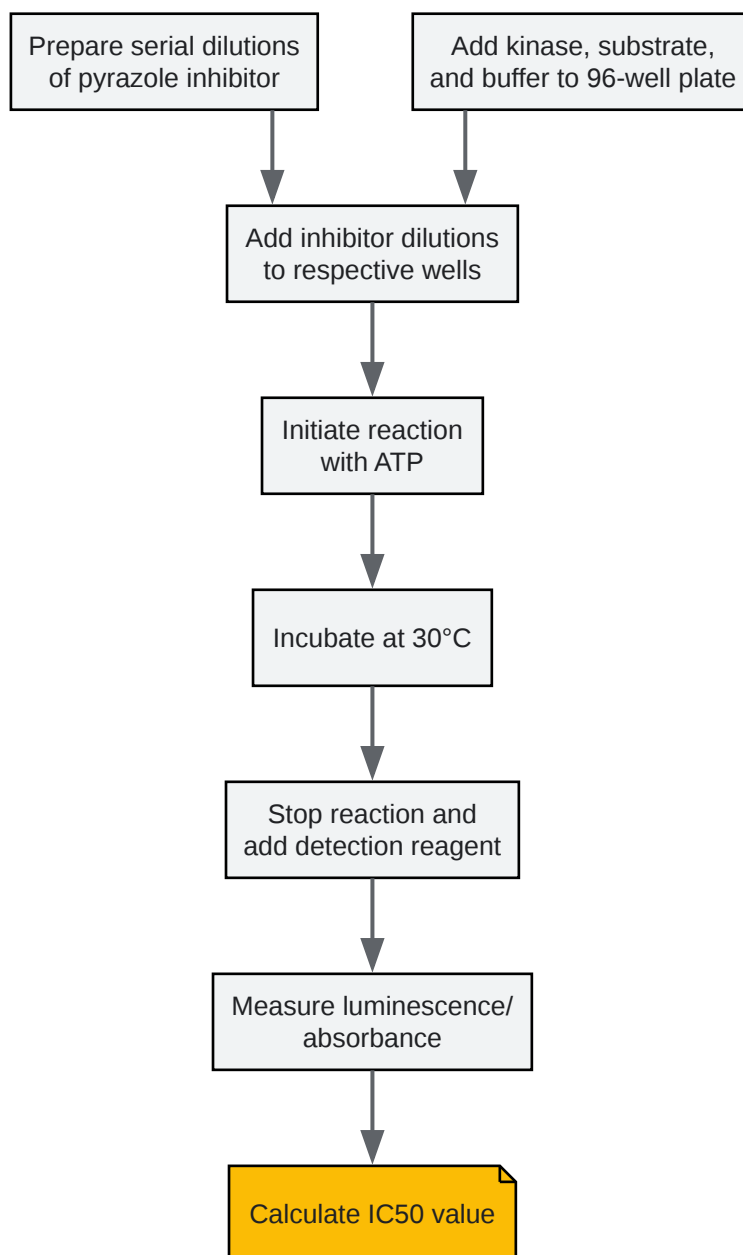 Prepare serial dilutions
of pyrazole inhibitor
Add kinase, substrate,
and buffer to 96-well plate
Add inhibitor dilutions
to respective wells
Initiate reaction
with ATP
Incubate at 30°C
Stop reaction and
add detection reagent
Measure luminescence/
absorbance
Calculate IC50 value